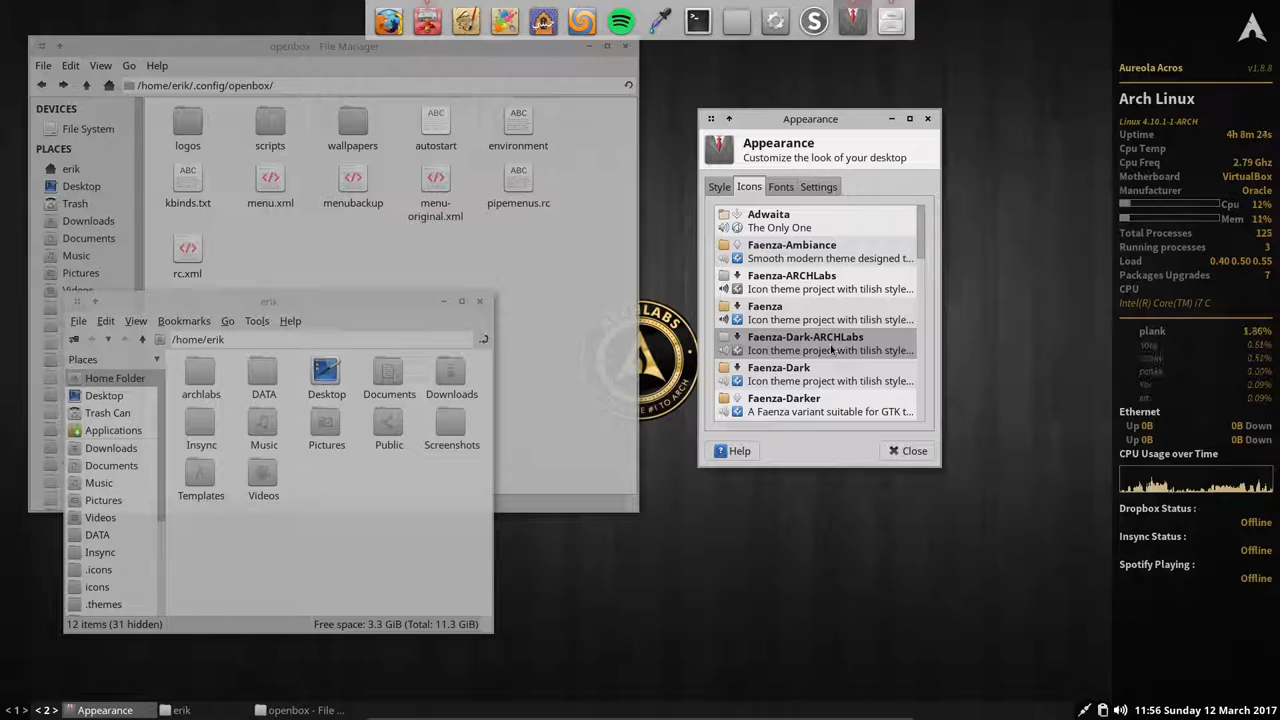 openbox - File Manager
File Edit View Go Help
/home/erik/.config/openbox/
DEVICES
File System
PLACES
erik
Desktop
Trash
Downloads
Documents
Music
Pictures
Videos
logos scripts wallpapers autostart environment
kbinds.txt menu.xml menubackup menu-original.xml pipemenus.rc
rc.xml
ABC ABC
ABC ABC
erik
File Edit View Bookmarks Go Tools Help
/home/erik
Places
Home Folder
Desktop
Trash Can
Applications
Downloads
Documents
Music
Pictures
Videos
DATA
Insync
.icons
icons
.themes
archlabs DATA Desktop Documents Downloads
Insync Music Pictures Public Screenshots
Templates Videos
12 items (31 hidden) Free space: 3.3 GiB (Total: 11.3 GiB)
Appearance
Appearance
Customize the look of your desktop
Style Icons Fonts Settings
Adwaita
The Only One
Faenza-Ambiance
Smooth modern theme designed t...
Faenza-ARCHLabs
Icon theme project with tilish style...
Faenza
Icon theme project with tilish style...
Faenza-Dark-ARCHLabs
Icon theme project with tilish style...
Faenza-Dark
Icon theme project with tilish style...
Faenza-Darker
A Faenza variant suitable for GTK t...
Help Close
Aureola Acros v1.8.8
Arch Linux
Linux 4.10.1-1-ARCH
Uptime 4h 8m 24s
Cpu Temp
Cpu Freq 2.79 Ghz
Motherboard VirtualBox
Manufacturer Oracle
Cpu 12%
Mem 11%
Total Processes 125
Running processes 3
Load 0.40 0.50 0.55
Packages Upgrades 7
CPU
Intel(R) Core(TM) i7 C
plank 1.86%
0.61%
0.09%
0.09%
Ethernet
Up 0B 0B Down
Up 0B 0B Down
CPU Usage over Time
Dropbox Status :
Offline
Insync Status :
Offline
Spotify Playing :
Offline
< 1 > < 2 > Appearance erik openbox - File ... 11:56 Sunday 12 March 2017